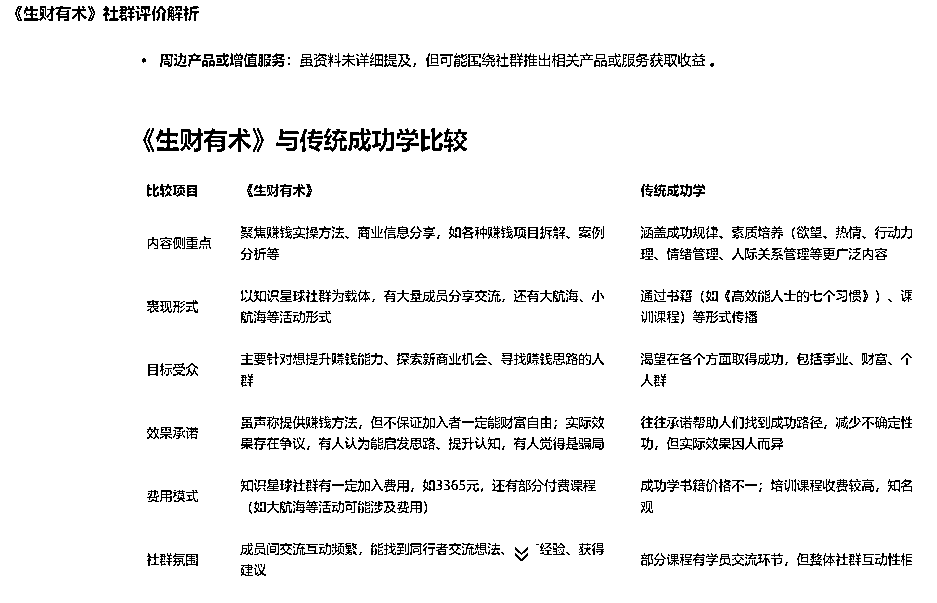 《生财有术》社群评价解析
• 周边产品或增值服务：虽资料未详细提及，但可能围绕社群推出相关产品或服务获取收益 。
《生财有术》与传统成功学比较
比较项目 《生财有术》 传统成功学
内容侧重点 聚焦赚钱实操方法、商业信息分享，如各种赚钱项目拆解、案例
分析等
涵盖成功规律、素质培养（欲望、热情、行动力
理、情绪管理、人际关系管理等更广泛内容
表现形式 以知识星球社群为载体，有大量成员分享交流，还有大航海、小
航海等活动形式
通过书籍（如《高效能人士的七个习惯》）、课
训课程）等形式传播
目标受众 主要针对想提升赚钱能力、探索新商业机会、寻找赚钱思路的人
群
渴望在各个方面取得成功，包括事业、财富、个
人群
效果承诺 虽声称提供赚钱方法，但不保证加入者一定能财富自由；实际效
果存在争议，有人认为能启发思路、提升认知，有人觉得是骗局
往往承诺帮助人们找到成功路径，减少不确定性
功，但实际效果因人而异
费用模式 知识星球社群有一定加入费用，如3365元，还有部分付费课程
（如大航海等活动可能涉及费用）
成功学书籍价格不一；培训课程收费较高，知名
观
社群氛围 成员间交流互动频繁，能找到同行者交流想法、 经验、获得
建议
部分课程有学员交流环节，但整体社群互动性相